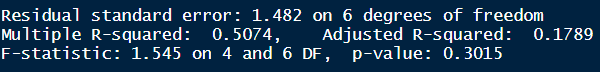 Residual standard error: 1.482 on 6 degrees of freedom
Multiple R-squared:  0.5074,    Adjusted R-squared:  0.1789
F-statistic: 1.545 on 4 and 6 DF,  p-value: 0.3015